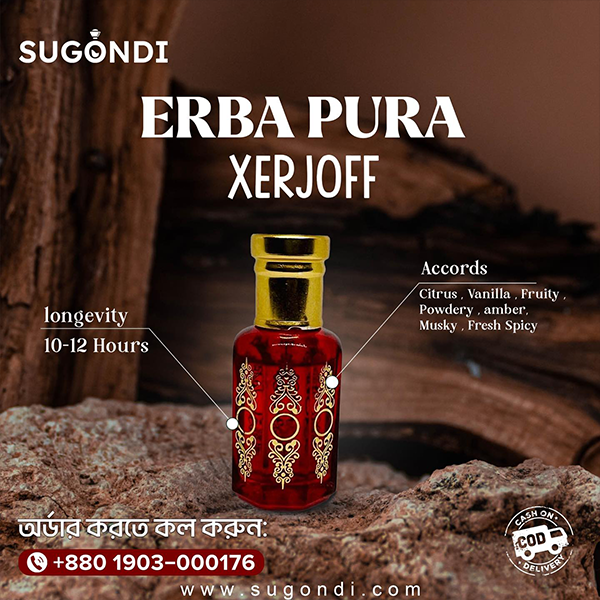 SUGONDI
ERBA PURA
XERJOFF
Accords
Citrus , Vanilla , Fruity ,
Powdery , amber,
Musky , Fresh Spicy
longevity
10-12 Hours
অর্ডার করতে কল করুন:
+880 1903-000176
CASH ON
COD
DELIVERY
www.sugondi.com